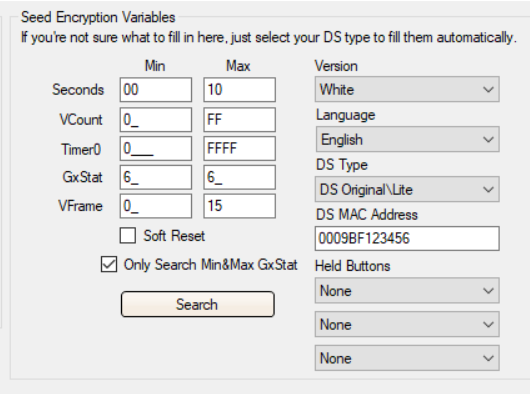 Seed Encryption Variables
If you're not sure what to fill in here, just select your DS type to fill them automatically.
Min Max Version
Seconds 00 10 White
VCount 0_ FF Language
English
Timer0 0___ FFFF
DS Type
GxStat 6_ 6_ DS Original\Lite
VFrame 0_ 15 DS MAC Address
Soft Reset 0009BF123456
Only Search Min&Max GxStat Held Buttons
Search None
None
None